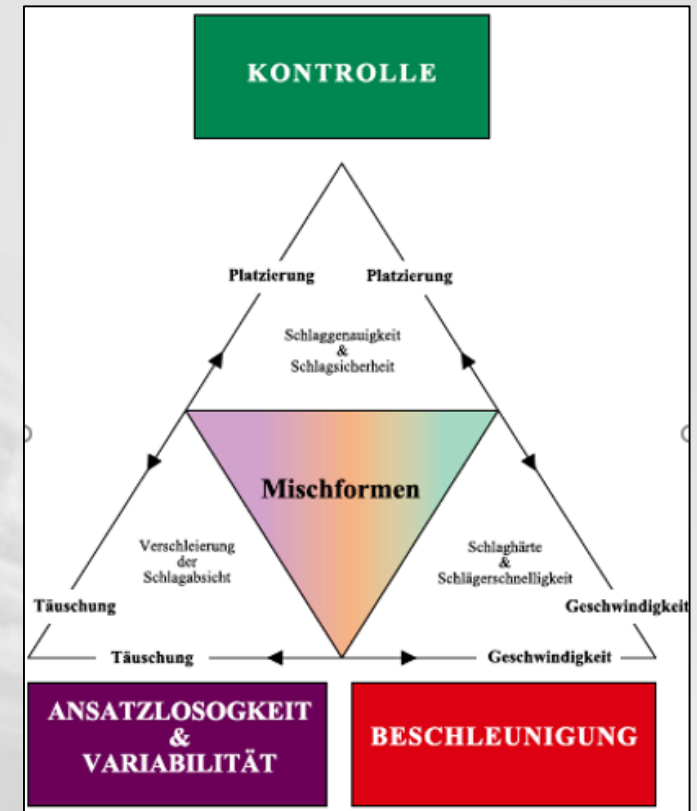 KONTROLLE
Platzierung
Platzierung
Schlaggenauigkeit
&
Schlagsicherheit
Mischformen
Verschleierung
der
Schlagabsicht
Schlaghärte
&
Schlägerschnelligkeit
Täuschung
Geschwindigkeit
Täuschung
Geschwindigkeit
ANSATZLOSOGKEIT
&
VARIABILITÄT
BESCHLEUNIGUNG